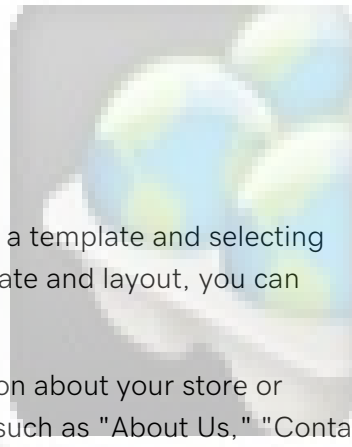 a template and selecting
ate and layout, you can
on about your store or
such as "About Us," "Conta